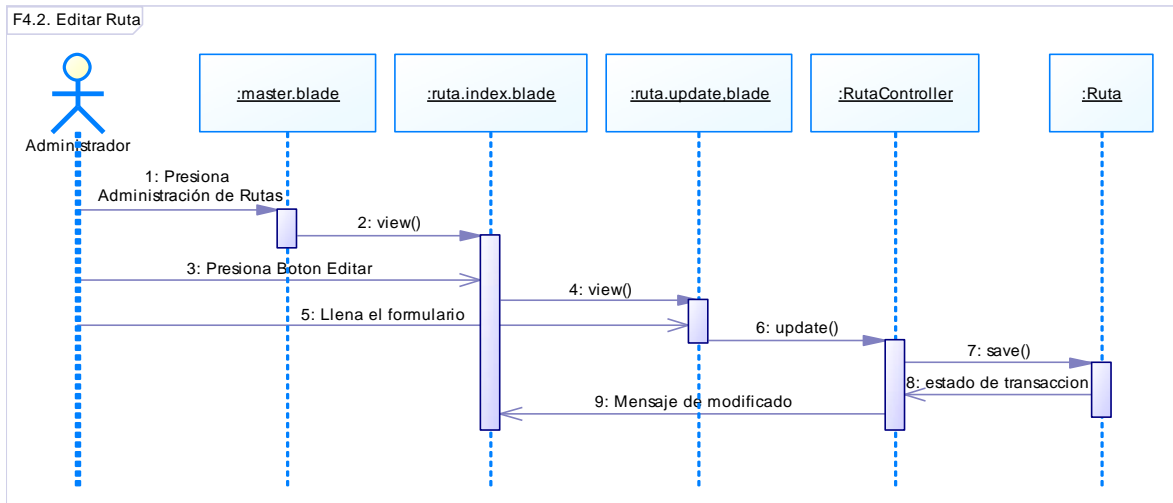 F4.2. Editar Ruta
:master.blade
:ruta.index.blade
:ruta.update,blade
:RutaController
:Ruta
Administrador
1: Presiona
Administración de Rutas
2: view()
3: Presiona Boton Editar
4: view()
5: Llena el formulario
6: update()
7: save()
8: estado de transaccion
9: Mensaje de modificado